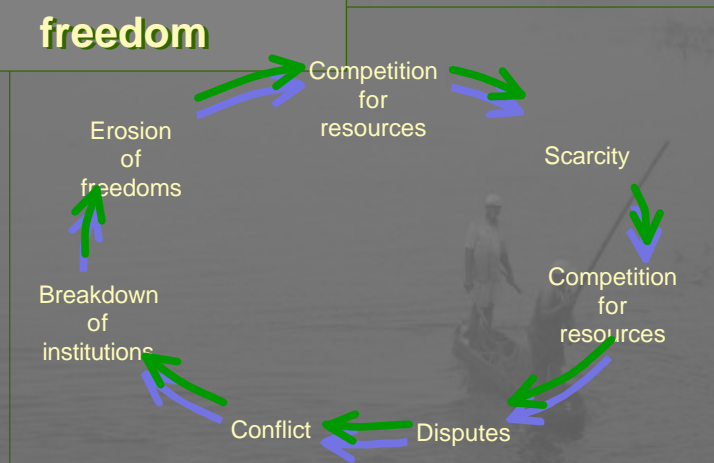 freedom
Competition
for
resources
Scarcity
Competition
for
resources
Disputes
Conflict
Breakdown
of
institutions
Erosion
of
freedoms